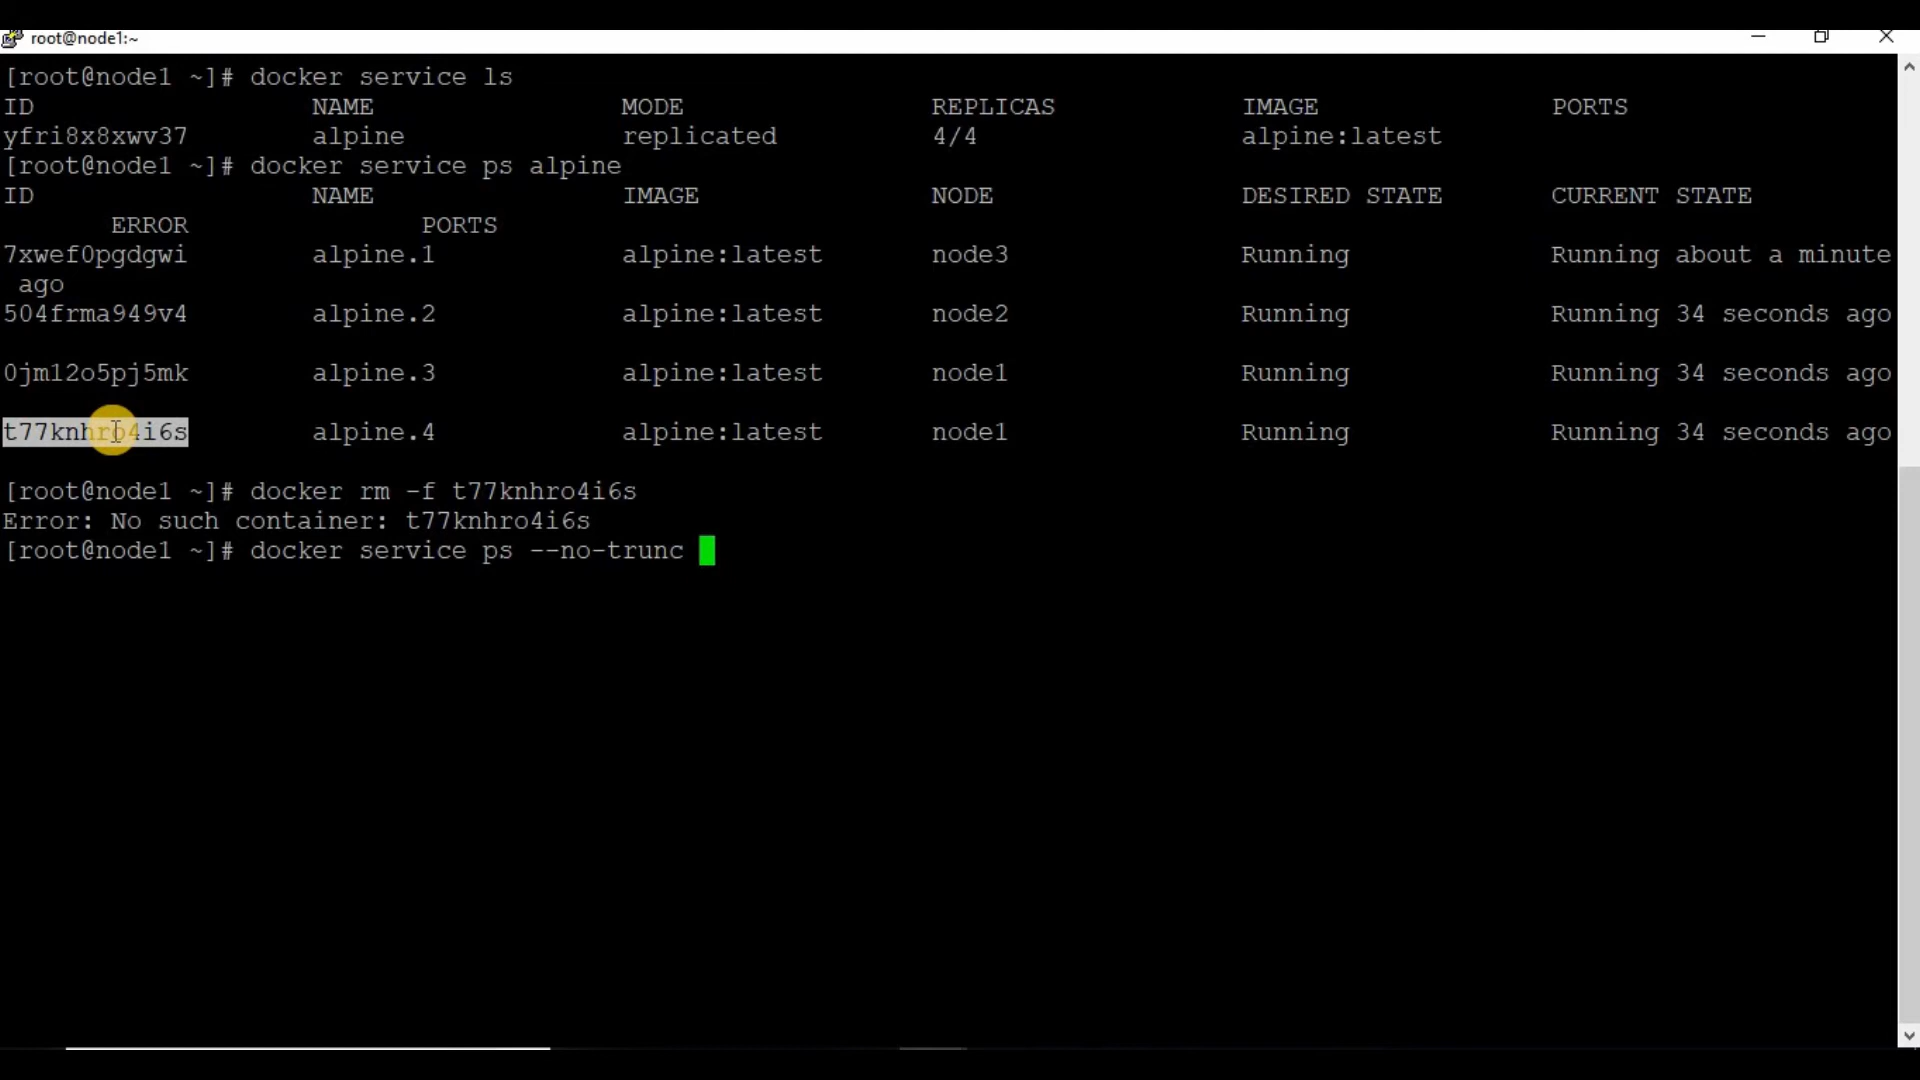 root@node1:~
[root@node1 ~]# docker service ls
ID NAME MODE REPLICAS IMAGE PORTS
yfri8x8xwv37 alpine replicated 4/4 alpine:latest
[root@node1 ~]# docker service ps alpine
ID NAME IMAGE NODE DESIRED STATE CURRENT STATE
ERROR PORTS
7xwef0pgdgwi alpine.1 alpine:latest node3 Running Running about a minute
ago
504frma949v4 alpine.2 alpine:latest node2 Running Running 34 seconds ago
0jm12o5pj5mk alpine.3 alpine:latest node1 Running Running 34 seconds ago
t77knhro4i6s alpine.4 alpine:latest node1 Running Running 34 seconds ago
[root@node1 ~]# docker rm -f t77knhro4i6s
Error: No such container: t77knhro4i6s
[root@node1 ~]# docker service ps --no-trunc